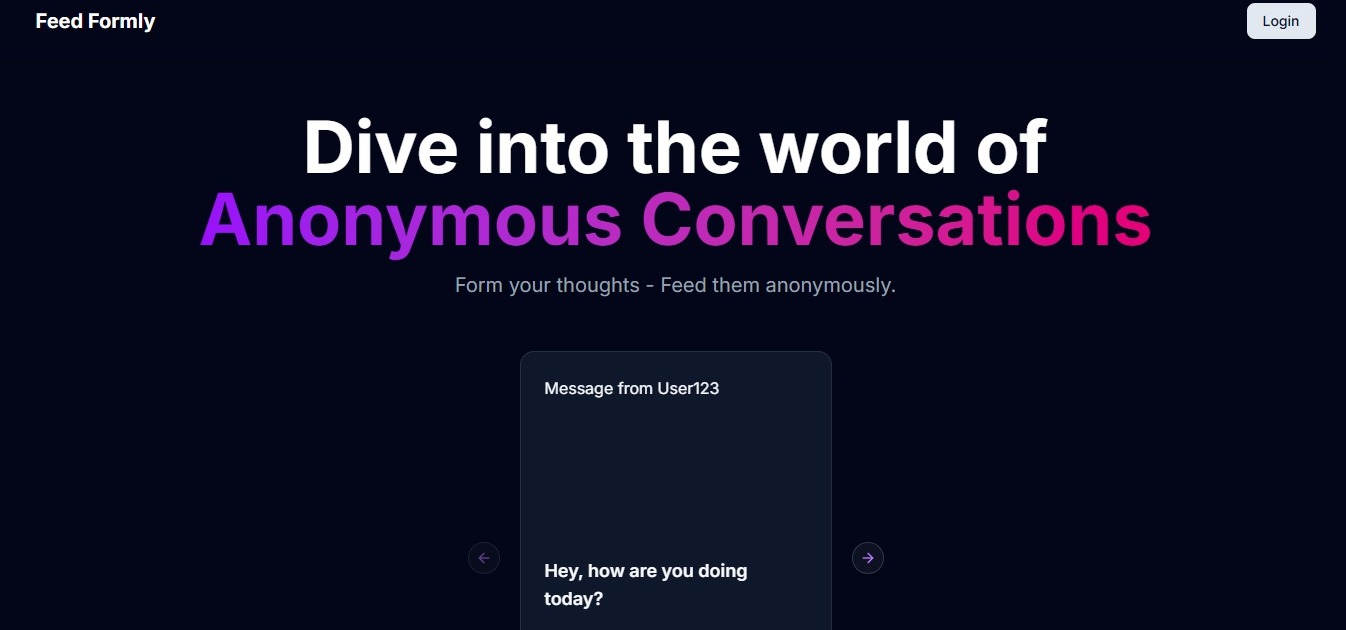 Feed Formly
Login
Dive into the world of
Anonymous Conversations
Form your thoughts - Feed them anonymously.
Message from User123
Hey, how are you doing
today?